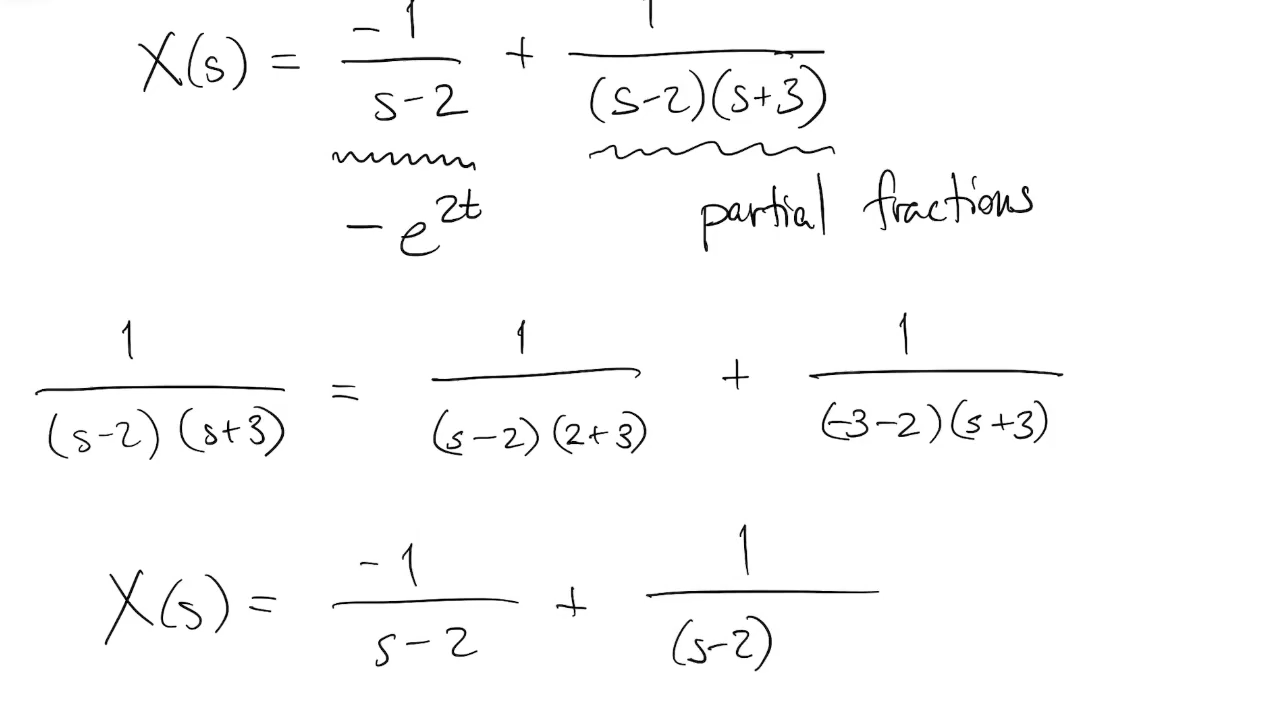 X(s) = -1/(s-2) + 1/((s-2)(s+3))
-e^{2t} partial fractions
1/((s-2)(s+3)) = 1/((s-2)(2+3)) + 1/((-3-2)(s+3))
X(s) = -1/(s-2) + 1/((s-2)